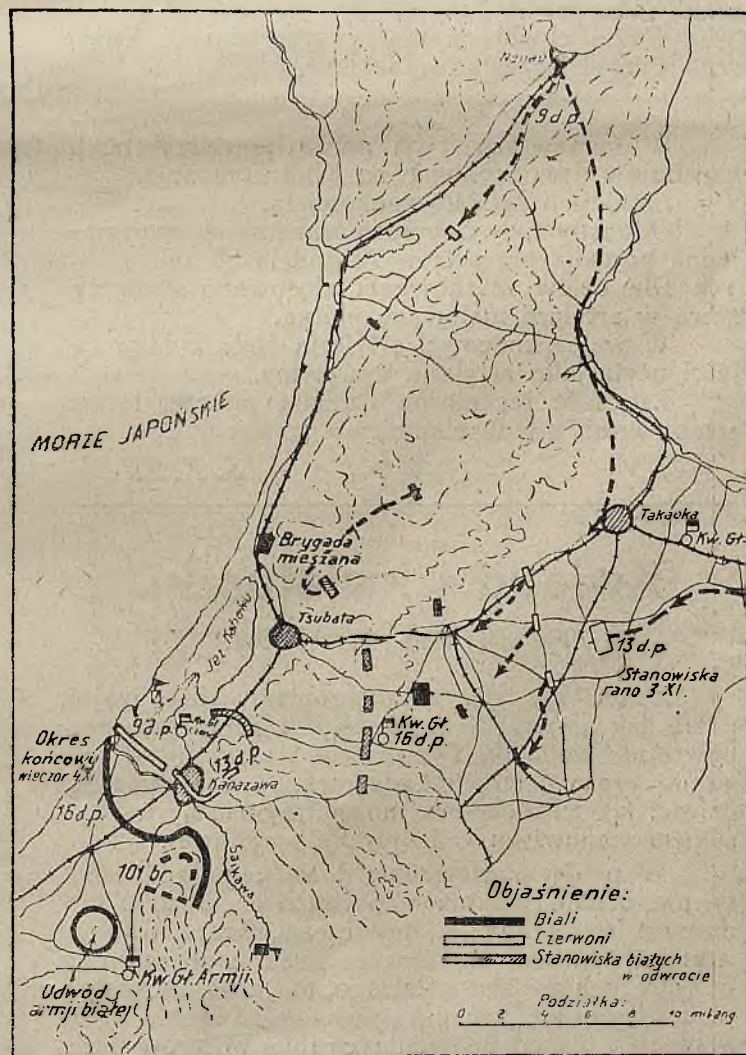 Nanao
9 d.p.
MORZE JAPOŃSKIE
Takaoka
Kw. Gł.
Brygada
mieszana
Tsubata
Jez. Kahoku
13 d.p.
Stanowiska
rano 3 XI.
Kw. Gł.
16 d.p.
9 d.p.
Okres
końcowy
wieczor 4 XI
13 d.p.
Kanazawa
16 d.p.
101 br.
Saikawa
Kw. Gł. Armji
Udwód
armji białej
Objaśnienie:
Biali
Czerwoni
Stanowiska białych
w odwrocie
Podziałka:
0 2 4 6 8 10 mil ang.